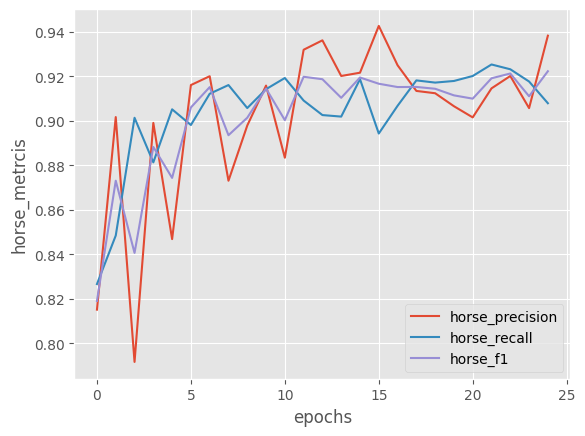 0.94
0.92
0.90
0.88
0.86
0.84
0.82
0.80
horse_metrcis
0 5 10 15 20 25
epochs
horse_precision
horse_recall
horse_f1